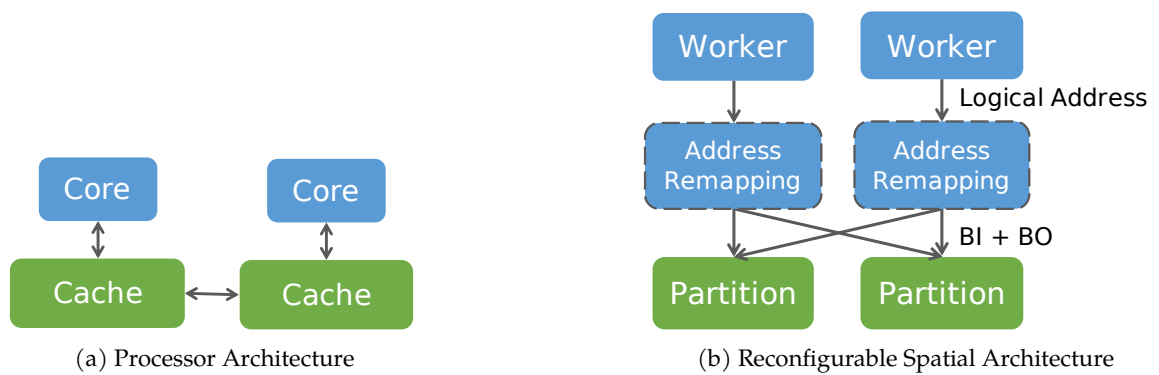 Core
Core
Cache
Cache
(a) Processor Architecture
Worker
Worker
Logical Address
Address
Remapping
Address
Remapping
BI + BO
Partition
Partition
(b) Reconfigurable Spatial Architecture